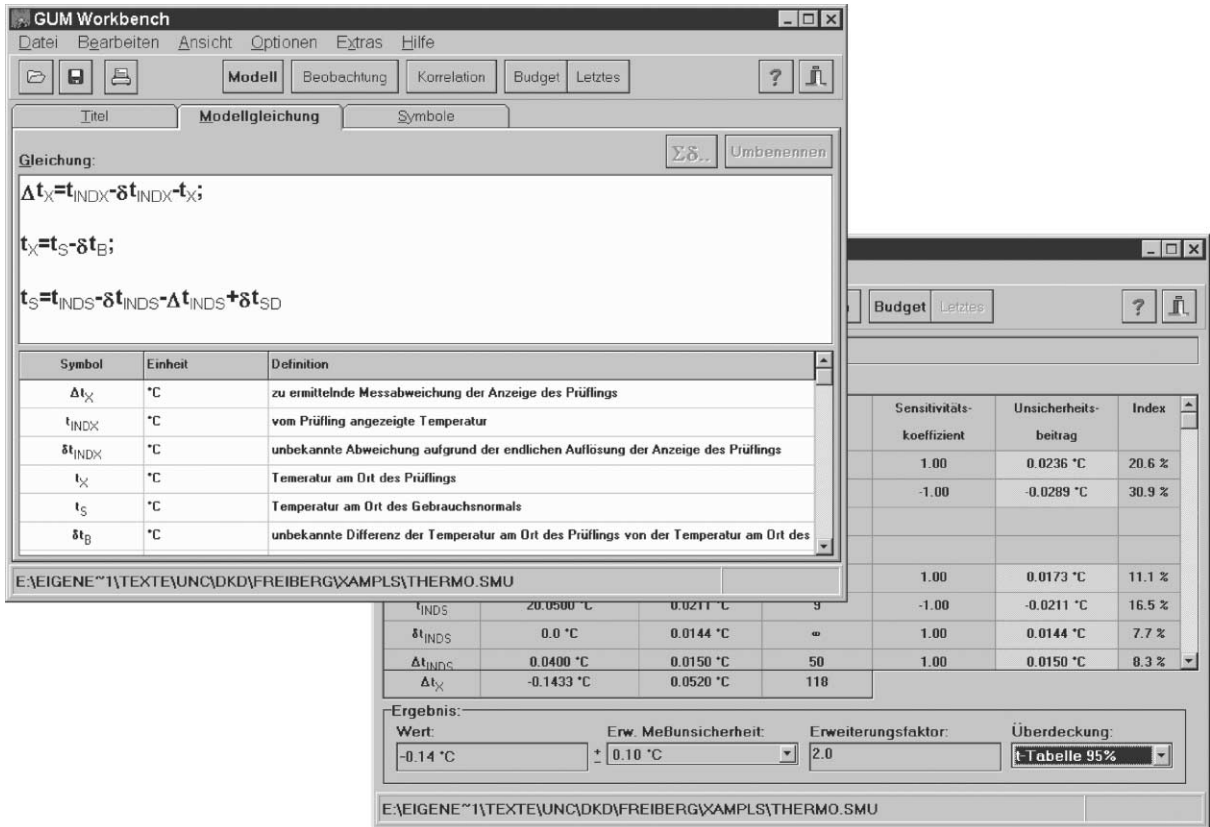 GUM Workbench
Datei Bearbeiten Ansicht Optionen Extras Hilfe
Modell Beobachtung Korrelation Budget Letztes ?
Titel Modellgleichung Symbole
Gleichung: Σδ.. Umbenennen
Δt_X=t_INDX-δt_INDX-t_X;
t_X=t_S-δt_B;
t_S=t_INDS-δt_INDS-Δt_INDS+δt_SD
Symbol Einheit Definition
Δt_X °C zu ermittelnde Messabweichung der Anzeige des Prüflings
t_INDX °C vom Prüfling angezeigte Temperatur
δt_INDX °C unbekannte Abweichung aufgrund der endlichen Auflösung der Anzeige des Prüflings
t_X °C Temeratur am Ort des Prüflings
t_S °C Temperatur am Ort des Gebrauchsnormals
δt_B °C unbekannte Differenz der Temperatur am Ort des Prüflings von der Temperatur am Ort des
E:\EIGENE~1\TEXTE\UNC\DKD\FREIBERG\XAMPLS\THERMO.SMU
Budget Letztes ?
Sensitivitäts- Unsicherheits- Index
koeffizient beitrag
1.00 0.0236 °C 20.6 %
-1.00 -0.0289 °C 30.9 %
1.00 0.0173 °C 11.1 %
t_INDS 20.0500 °C 0.0211 °C 9 -1.00 -0.0211 °C 16.5 %
δt_INDS 0.0 °C 0.0144 °C ∞ 1.00 0.0144 °C 7.7 %
Δt_INDS 0.0400 °C 0.0150 °C 50 1.00 0.0150 °C 8.3 %
Δt_X -0.1433 °C 0.0520 °C 118
Ergebnis:
Wert: Erw. Meßunsicherheit: Erweiterungsfaktor: Überdeckung:
-0.14 °C ± 0.10 °C 2.0 t-Tabelle 95%
E:\EIGENE~1\TEXTE\UNC\DKD\FREIBERG\XAMPLS\THERMO.SMU